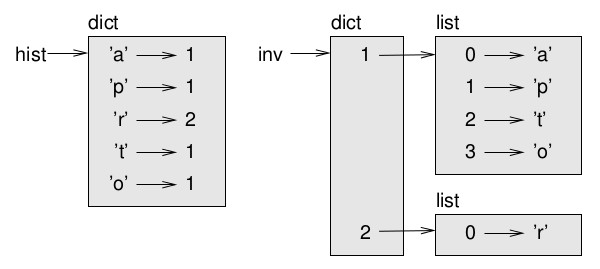 dict
hist 'a' 1
'p' 1
'r' 2
't' 1
'o' 1
dict
inv 1
2
list
0 'a'
1 'p'
2 't'
3 'o'
list
0 'r'